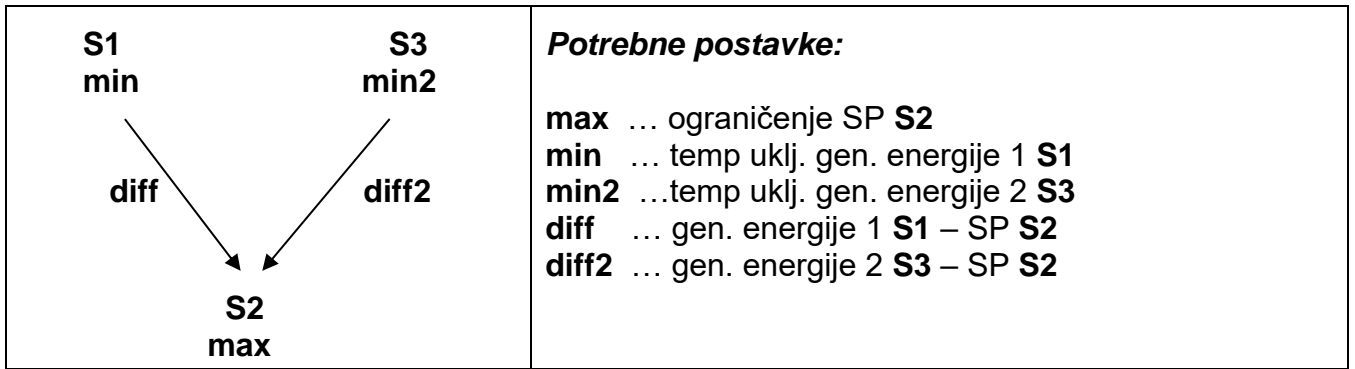 S1 S3
min min2
diff diff2
S2
max
Potrebne postavke:
max … ograničenje SP S2
min … temp uklj. gen. energije 1 S1
min2 …temp uklj. gen. energije 2 S3
diff … gen. energije 1 S1 – SP S2
diff2 … gen. energije 2 S3 – SP S2